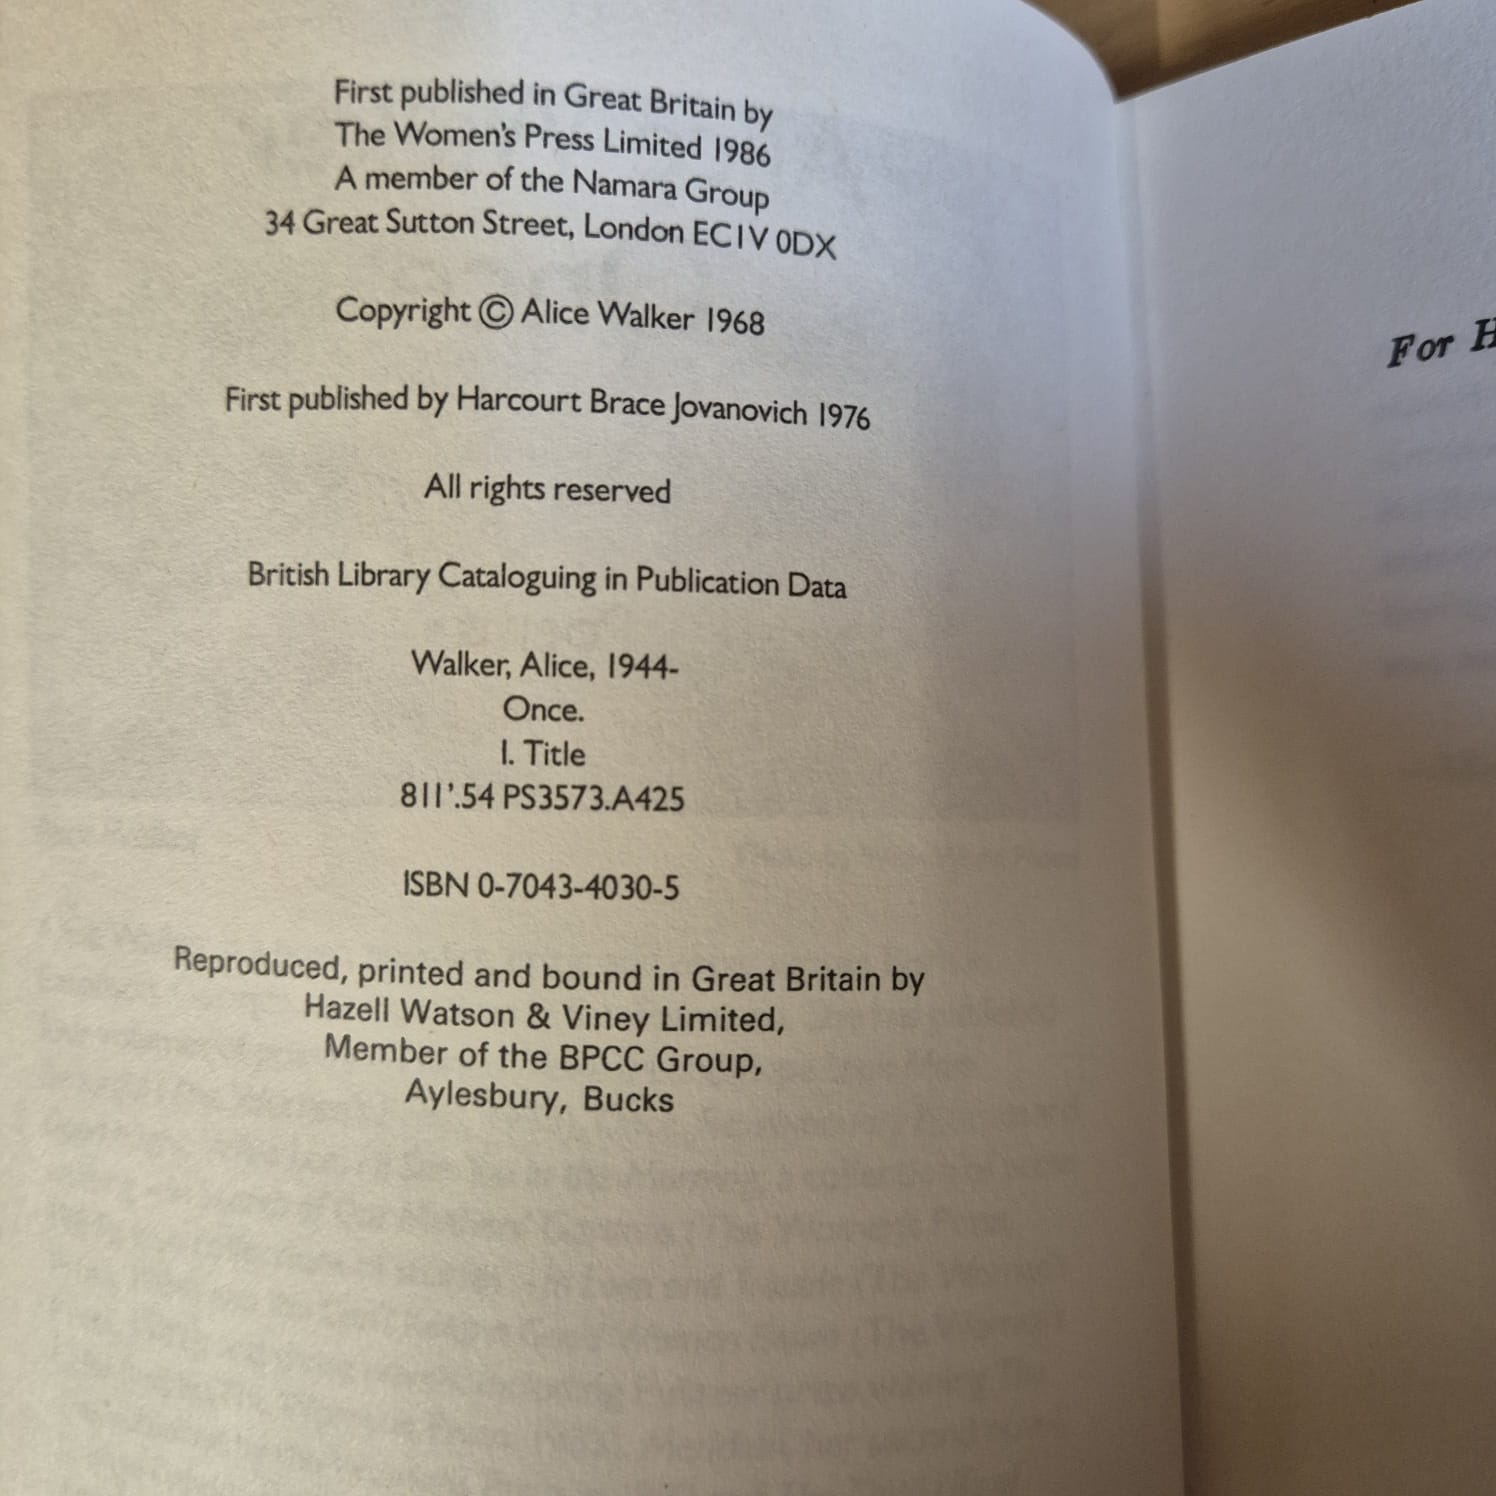 First published in Great Britain by
The Women's Press Limited 1986
A member of the Namara Group
34 Great Sutton Street, London EC1V 0DX
Copyright © Alice Walker 1968
First published by Harcourt Brace Jovanovich 1976
All rights reserved
British Library Cataloguing in Publication Data
Walker, Alice, 1944-
Once.
I. Title
811'.54 PS3573.A425
ISBN 0-7043-4030-5
Reproduced, printed and bound in Great Britain by
Hazell Watson & Viney Limited,
Member of the BPCC Group,
Aylesbury, Bucks
For